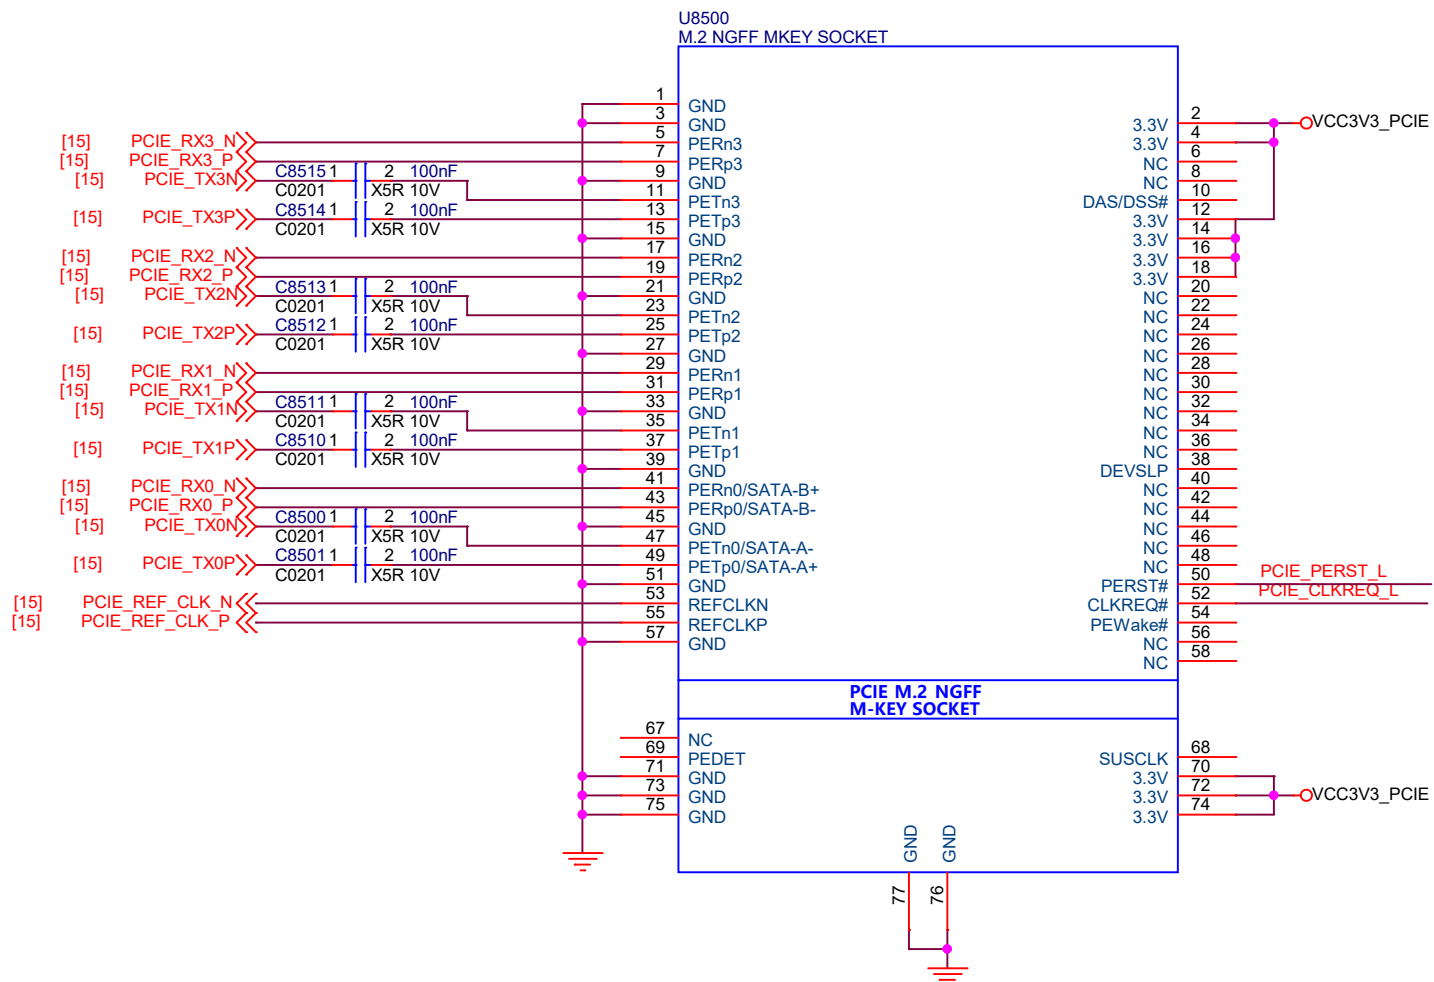 U8500
M.2 NGFF MKEY SOCKET
1 GND
3 GND
[15] PCIE_RX3_N 5 PERn3
[15] PCIE_RX3_P 7 PERp3
[15] PCIE_TX3N C8515 1 2 100nF 9 GND
C0201 X5R 10V 11 PETn3
[15] PCIE_TX3P C8514 1 2 100nF 13 PETp3
C0201 X5R 10V 15 GND
[15] PCIE_RX2_N 17 PERn2
[15] PCIE_RX2_P 19 PERp2
[15] PCIE_TX2N C8513 1 2 100nF 21 GND
C0201 X5R 10V 23 PETn2
[15] PCIE_TX2P C8512 1 2 100nF 25 PETp2
C0201 X5R 10V 27 GND
[15] PCIE_RX1_N 29 PERn1
[15] PCIE_RX1_P 31 PERp1
[15] PCIE_TX1N C8511 1 2 100nF 33 GND
C0201 X5R 10V 35 PETn1
[15] PCIE_TX1P C8510 1 2 100nF 37 PETp1
C0201 X5R 10V 39 GND
[15] PCIE_RX0_N 41 PERn0/SATA-B+
[15] PCIE_RX0_P 43 PERp0/SATA-B-
[15] PCIE_TX0N C8500 1 2 100nF 45 GND
C0201 X5R 10V 47 PETn0/SATA-A-
[15] PCIE_TX0P C8501 1 2 100nF 49 PETp0/SATA-A+
C0201 X5R 10V 51 GND
[15] PCIE_REF_CLK_N 53 REFCLKN
[15] PCIE_REF_CLK_P 55 REFCLKP
57 GND
3.3V 2 VCC3V3_PCIE
3.3V 4
NC 6
NC 8
DAS/DSS# 10
3.3V 12
3.3V 14
3.3V 16
3.3V 18
NC 20
NC 22
NC 24
NC 26
NC 28
NC 30
NC 32
NC 34
NC 36
DEVSLP 38
NC 40
NC 42
NC 44
NC 46
NC 48
PERST# 50 PCIE_PERST_L
CLKREQ# 52 PCIE_CLKREQ_L
PEWake# 54
NC 56
NC 58
PCIE M.2 NGFF
M-KEY SOCKET
67 NC
69 PEDET
71 GND
73 GND
75 GND
SUSCLK 68
3.3V 70
3.3V 72 VCC3V3_PCIE
3.3V 74
GND GND
77 76